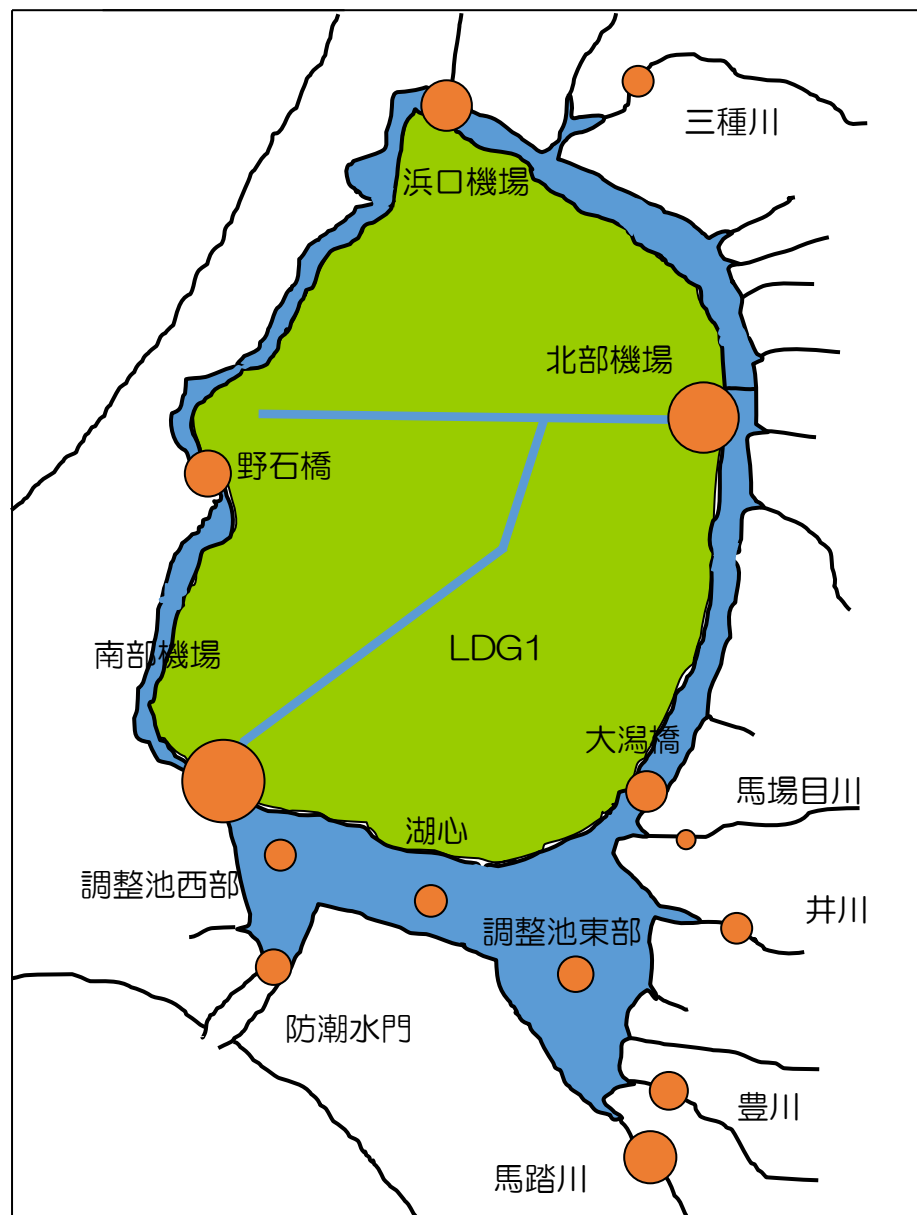 三種川
浜口機場
北部機場
野石橋
南部機場
LDG1
大潟橋
馬場目川
湖心
調整池西部
井川
調整池東部
防潮水門
豊川
馬踏川